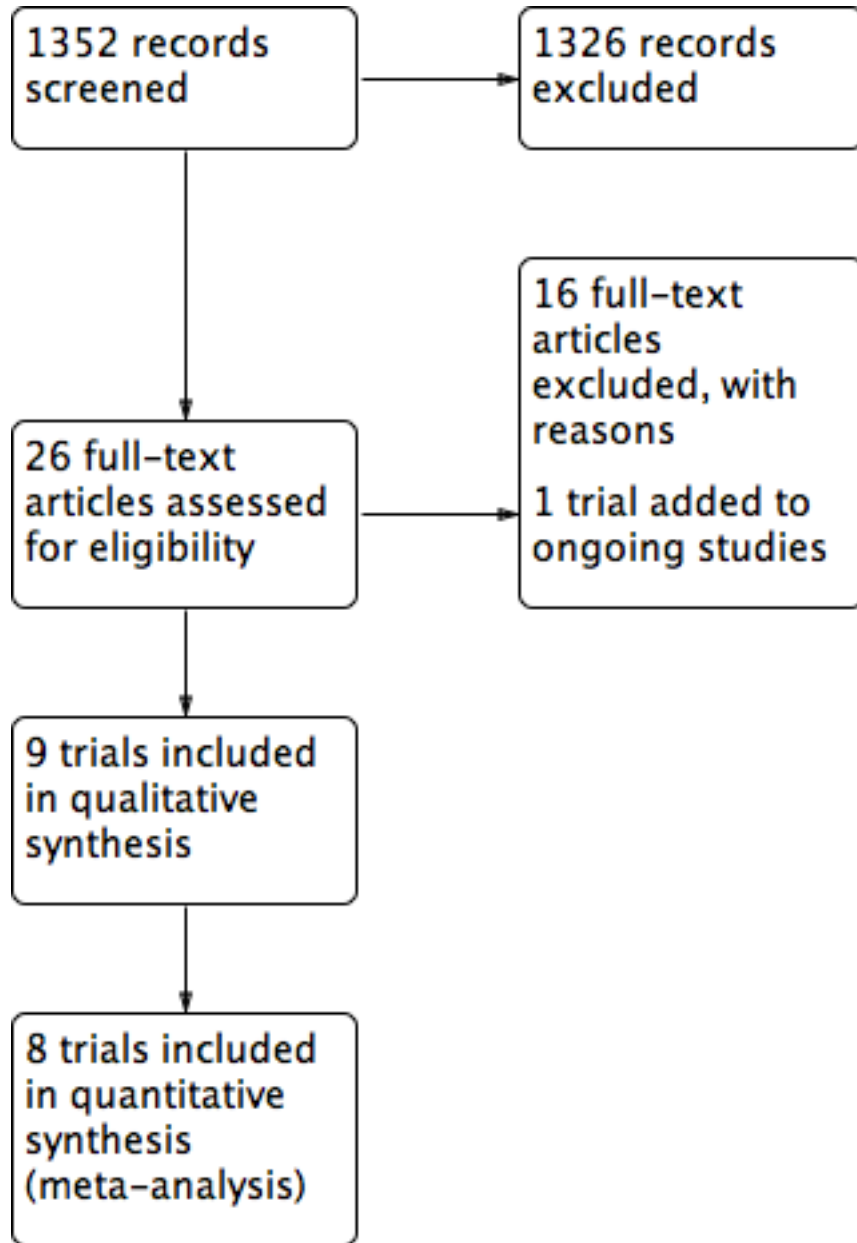 1352 records
screened
1326 records
excluded
16 full-text
articles
excluded, with
reasons
1 trial added to
ongoing studies
26 full-text
articles assessed
for eligibility
9 trials included
in qualitative
synthesis
8 trials included
in quantitative
synthesis
(meta-analysis)